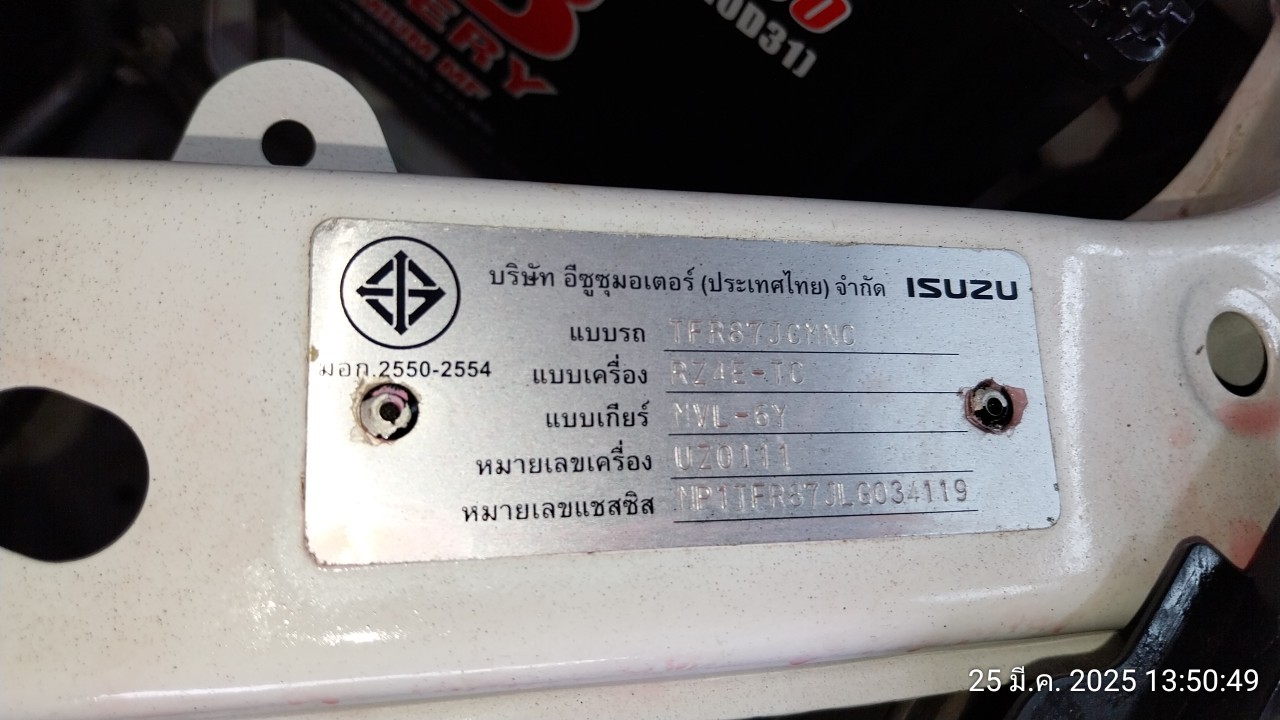 ERY
0D31]
บริษัท อีซูซุมอเตอร์ (ประเทศไทย) จำกัด ISUZU
แบบรถ TFR87JCMNC
มอก.2550-2554
แบบเครื่อง RZ4E-TC
แบบเกียร์ MVL-6Y
หมายเลขเครื่อง UZ0111
หมายเลขแชสซิส MP1TFR87JLG034119
25 มี.ค. 2025 13:50:49